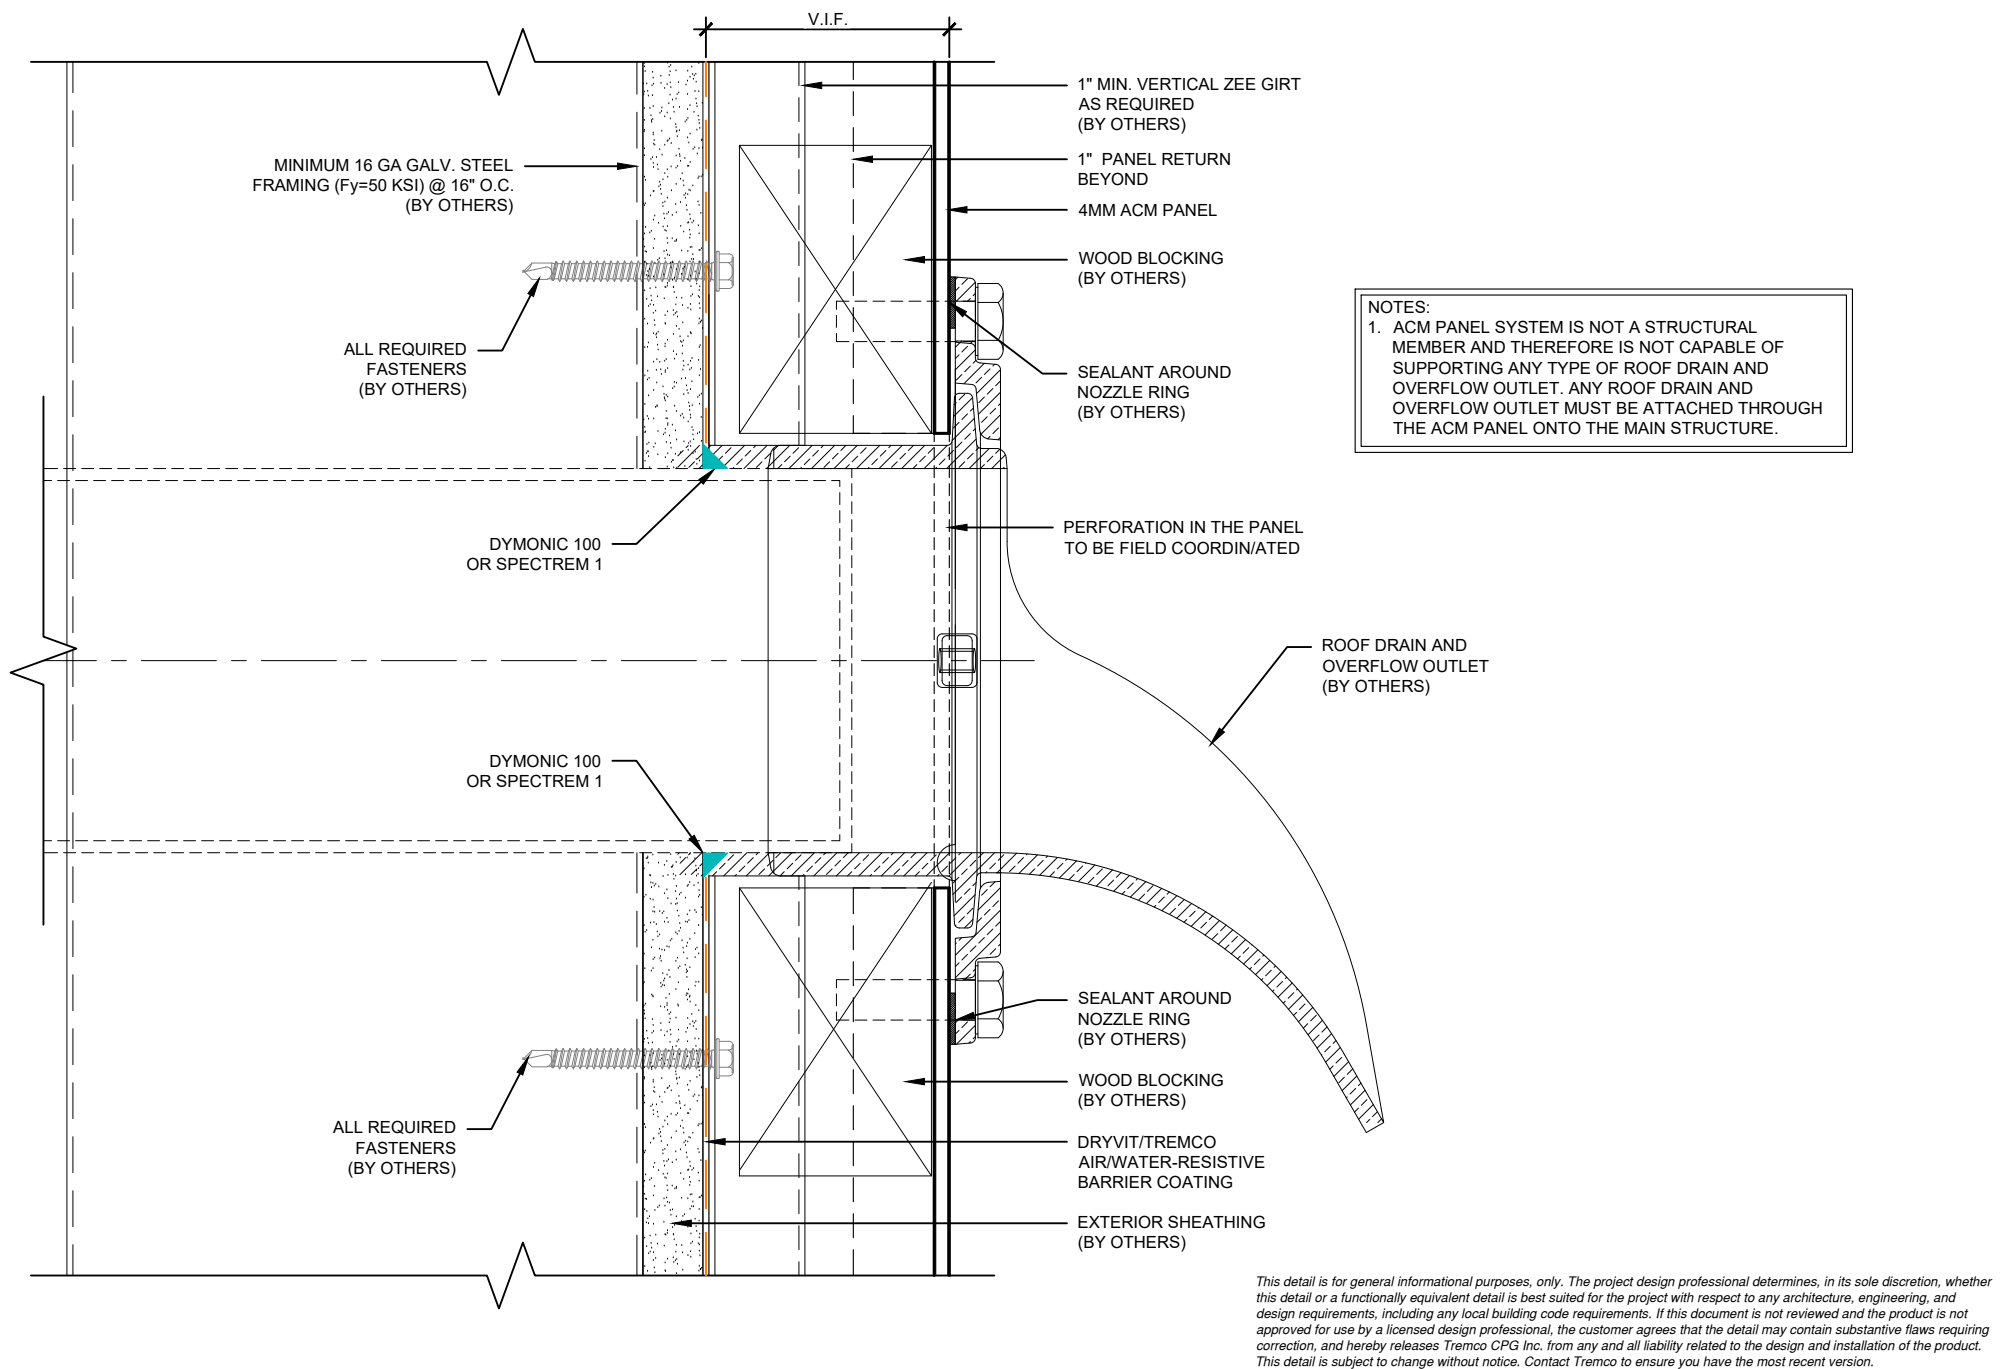 V.I.F.
1" MIN. VERTICAL ZEE GIRT
AS REQUIRED
(BY OTHERS)
1" PANEL RETURN
BEYOND
4MM ACM PANEL
WOOD BLOCKING
(BY OTHERS)
SEALANT AROUND
NOZZLE RING
(BY OTHERS)
MINIMUM 16 GA GALV. STEEL
FRAMING (Fy=50 KSI) @ 16" O.C.
(BY OTHERS)
ALL REQUIRED
FASTENERS
(BY OTHERS)
NOTES:
1. ACM PANEL SYSTEM IS NOT A STRUCTURAL
MEMBER AND THEREFORE IS NOT CAPABLE OF
SUPPORTING ANY TYPE OF ROOF DRAIN AND
OVERFLOW OUTLET. ANY ROOF DRAIN AND
OVERFLOW OUTLET MUST BE ATTACHED THROUGH
THE ACM PANEL ONTO THE MAIN STRUCTURE.
DYMONIC 100
OR SPECTREM 1
PERFORATION IN THE PANEL
TO BE FIELD COORDIN/ATED
ROOF DRAIN AND
OVERFLOW OUTLET
(BY OTHERS)
DYMONIC 100
OR SPECTREM 1
SEALANT AROUND
NOZZLE RING
(BY OTHERS)
WOOD BLOCKING
(BY OTHERS)
ALL REQUIRED
FASTENERS
(BY OTHERS)
DRYVIT/TREMCO
AIR/WATER-RESISTIVE
BARRIER COATING
EXTERIOR SHEATHING
(BY OTHERS)
This detail is for general informational purposes, only. The project design professional determines, in its sole discretion, whether
this detail or a functionally equivalent detail is best suited for the project with respect to any architecture, engineering, and
design requirements, including any local building code requirements. If this document is not reviewed and the product is not
approved for use by a licensed design professional, the customer agrees that the detail may contain substantive flaws requiring
correction, and hereby releases Tremco CPG Inc. from any and all liability related to the design and installation of the product.
This detail is subject to change without notice. Contact Tremco to ensure you have the most recent version.